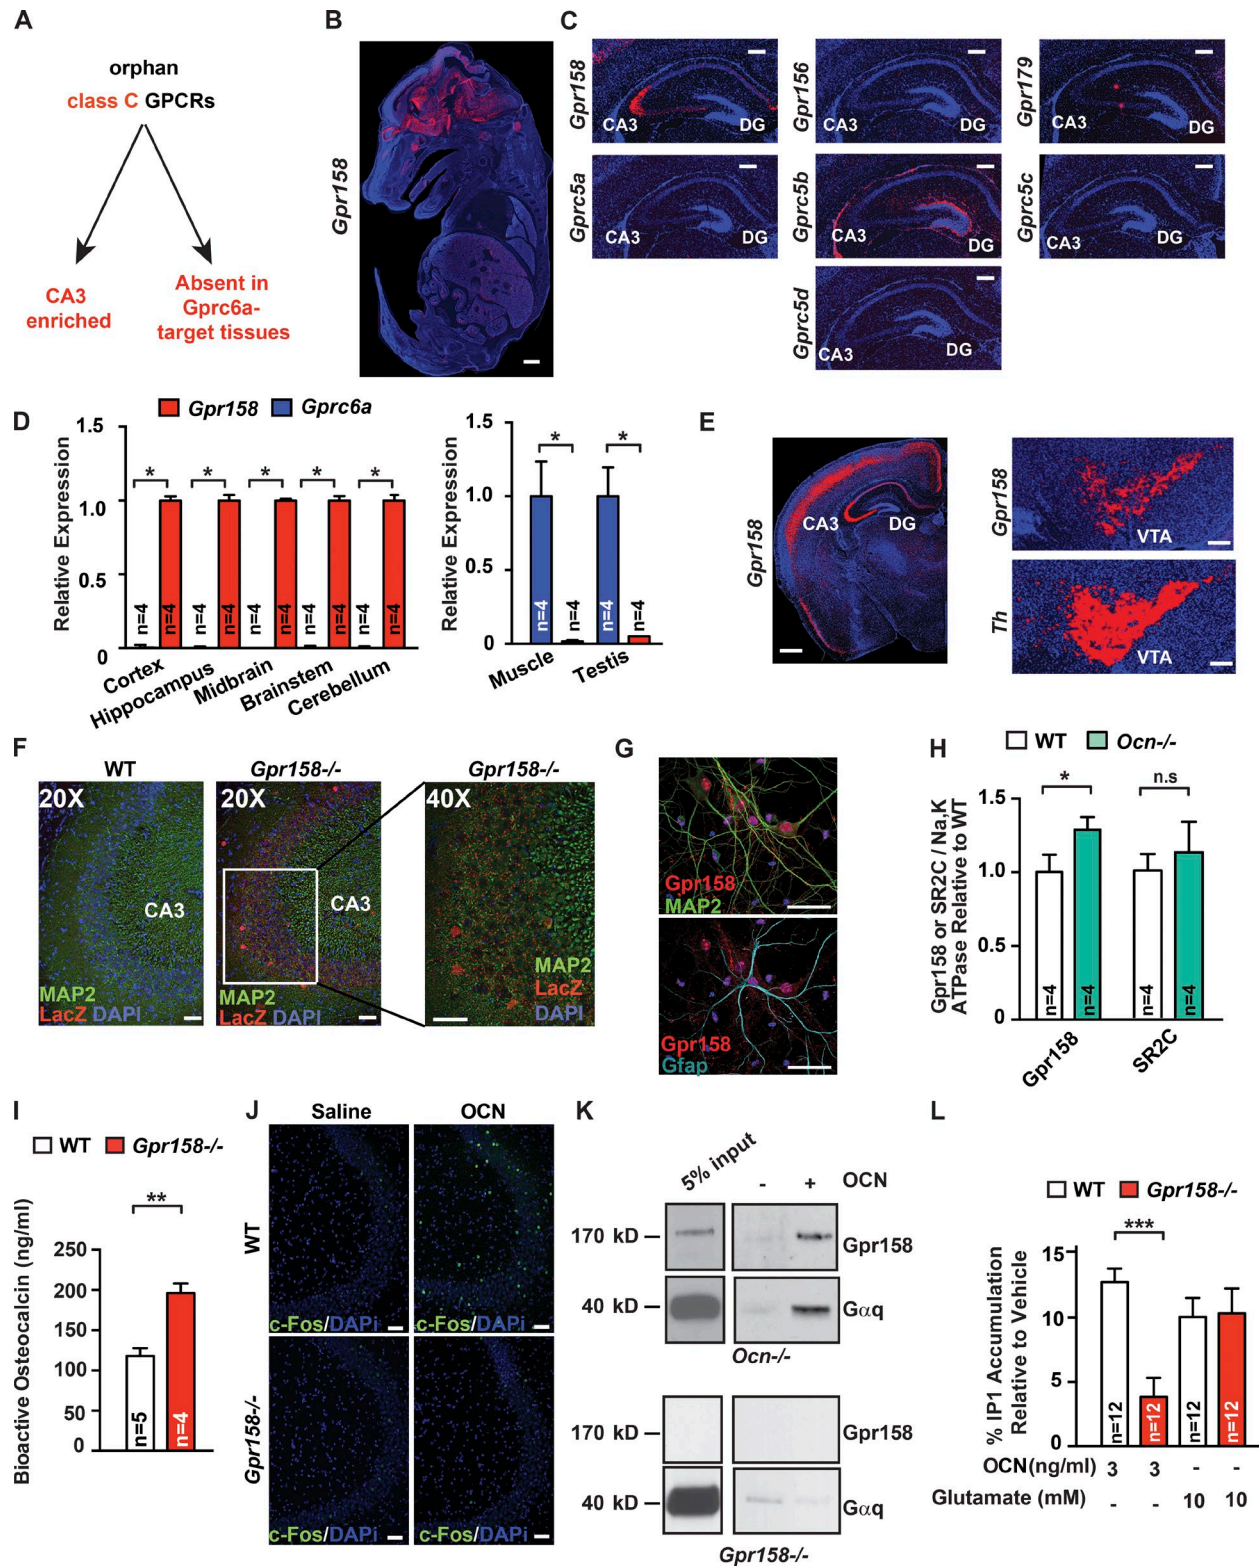 A
orphan
class C GPCRs
CA3
enriched
Absent in
Gprc6a-
target tissues
B
Gpr158
C
Gpr158
CA3
DG
Gpr156
CA3
DG
Gpr179
CA3
DG
Gprc5a
CA3
DG
Gprc5b
CA3
DG
Gprc5c
CA3
DG
Gprc5d
CA3
DG
D
Gpr158
Gprc6a
Relative Expression
1.5
1.0
0.5
0
* * * * *
n=4 n=4 n=4 n=4 n=4 n=4 n=4 n=4 n=4 n=4
Cortex
Hippocampus
Midbrain
Brainstem
Cerebellum
Relative Expression
1.5
1.0
0.5
0
* *
n=4 n=4 n=4 n=4
Muscle
Testis
E
Gpr158
CA3
DG
Gpr158
VTA
Th
VTA
F
WT
20X
CA3
MAP2
LacZ DAPI
Gpr158-/-
20X
CA3
MAP2
LacZ DAPI
Gpr158-/-
40X
MAP2
LacZ
DAPI
G
Gpr158
MAP2
Gpr158
Gfap
H
WT
Ocn-/-
Gpr158 or SR2C / Na,K
ATPase Relative to WT
1.5
1.0
0.5
0
*
n.s
n=4 n=4 n=4 n=4
Gpr158
SR2C
I
WT
Gpr158-/-
Bioactive Osteocalcin (ng/ml)
**
250
200
150
100
50
0
n=5 n=4
J
Saline
OCN
WT
c-Fos/DAPi
c-Fos/DAPi
Gpr158-/-
c-Fos/DAPi
c-Fos/DAPi
K
5% input
- + OCN
170 kD
Gpr158
40 kD
Gαq
Ocn-/-
170 kD
Gpr158
40 kD
Gαq
Gpr158-/-
L
WT
Gpr158-/-
% IP1 Accumulation
Relative to Vehicle
***
15
10
5
0
n=12 n=12 n=12 n=12
OCN(ng/ml) 3 3 - -
Glutamate (mM) - - 10 10